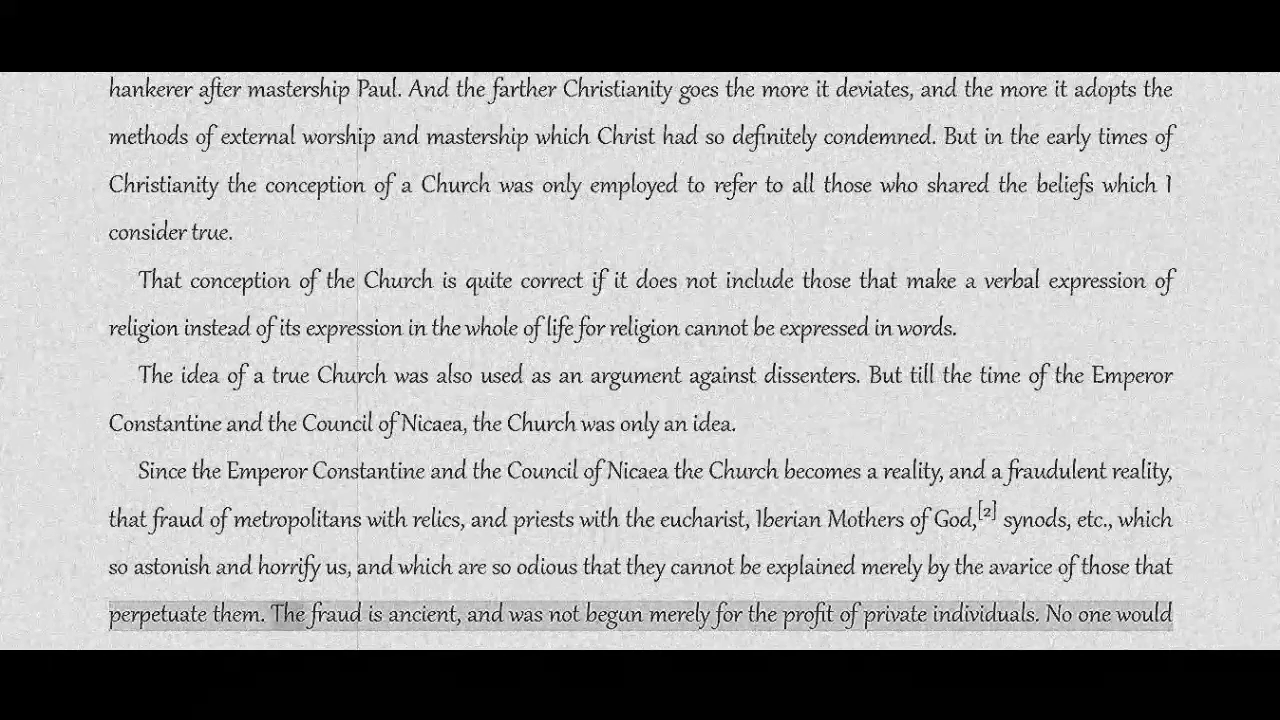 hankerer after mastership Paul. And the farther Christianity goes the more it deviates, and the more it adopts the
methods of external worship and mastership which Christ had so definitely condemned. But in the early times of
Christianity the conception of a Church was only employed to refer to all those who shared the beliefs which I
consider true.
That conception of the Church is quite correct if it does not include those that make a verbal expression of
religion instead of its expression in the whole of life for religion cannot be expressed in words.
The idea of a true Church was also used as an argument against dissenters. But till the time of the Emperor
Constantine and the Council of Nicaea, the Church was only an idea.
Since the Emperor Constantine and the Council of Nicaea the Church becomes a reality, and a fraudulent reality,
that fraud of metropolitans with relics, and priests with the eucharist, Iberian Mothers of God,[2] synods, etc., which
so astonish and horrify us, and which are so odious that they cannot be explained merely by the avarice of those that
perpetuate them. The fraud is ancient, and was not begun merely for the profit of private individuals. No one would